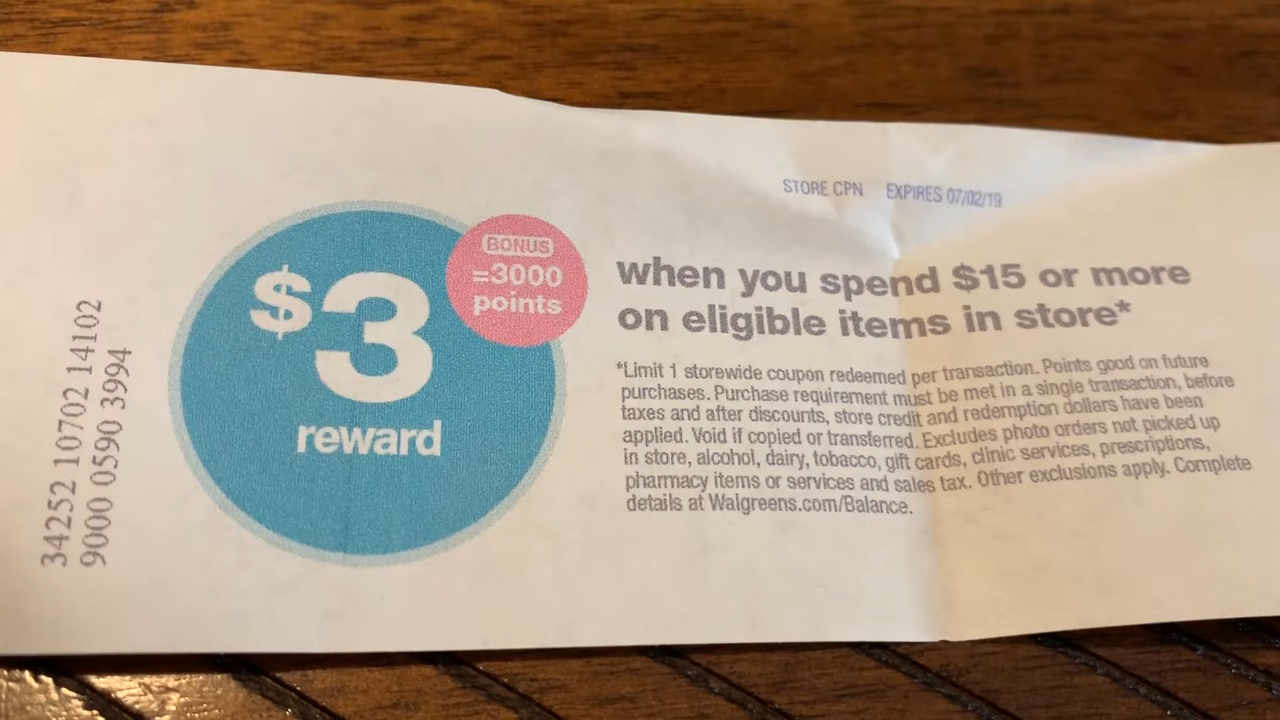 34252 10702 14102
9000 0590 3994
$3
reward
BONUS
=3000
points
STORE CPN EXPIRES 07/02/19
when you spend $15 or more
on eligible items in store*
*Limit 1 storewide coupon redeemed per transaction. Points good on future
purchases. Purchase requirement must be met in a single transaction, before
taxes and after discounts, store credit and redemption dollars have been
applied. Void if copied or transferred. Excludes photo orders not picked up
in store, alcohol, dairy, tobacco, gift cards, clinic services, prescriptions,
pharmacy items or services and sales tax. Other exclusions apply. Complete
details at Walgreens.com/Balance.